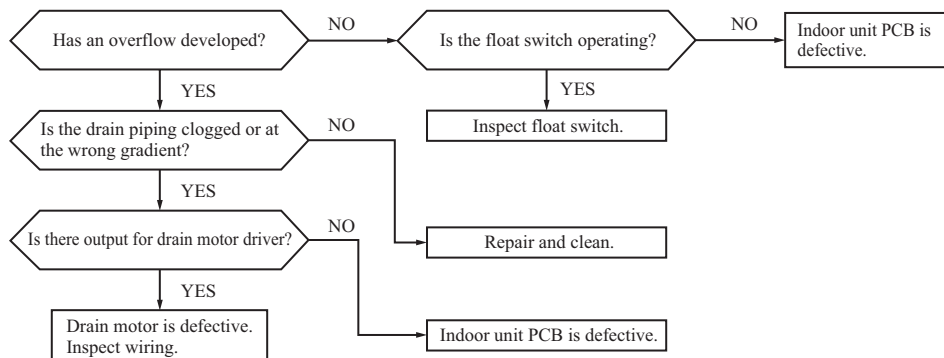 Has an overflow developed?
NO
Is the float switch operating?
NO
Indoor unit PCB is
defective.
YES
YES
Inspect float switch.
Is the drain piping clogged or at
the wrong gradient?
NO
YES
Is there output for drain motor driver?
NO
Repair and clean.
YES
Drain motor is defective.
Inspect wiring.
Indoor unit PCB is defective.